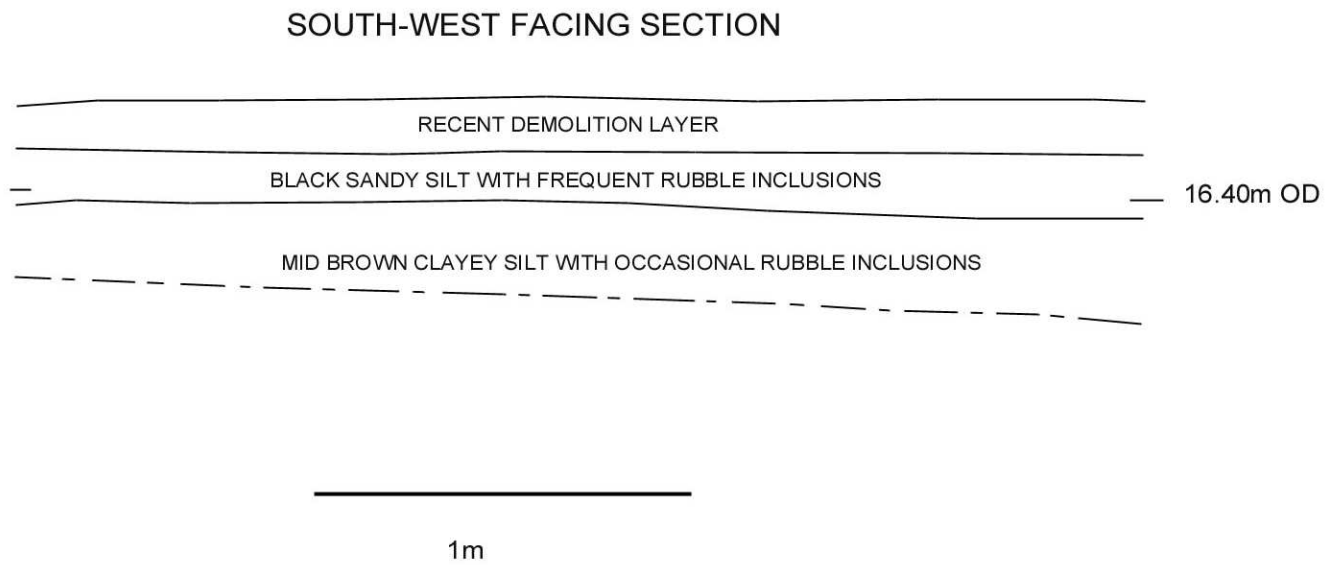 SOUTH-WEST FACING SECTION
RECENT DEMOLITION LAYER
BLACK SANDY SILT WITH FREQUENT RUBBLE INCLUSIONS
16.40m OD
MID BROWN CLAYEY SILT WITH OCCASIONAL RUBBLE INCLUSIONS
1m